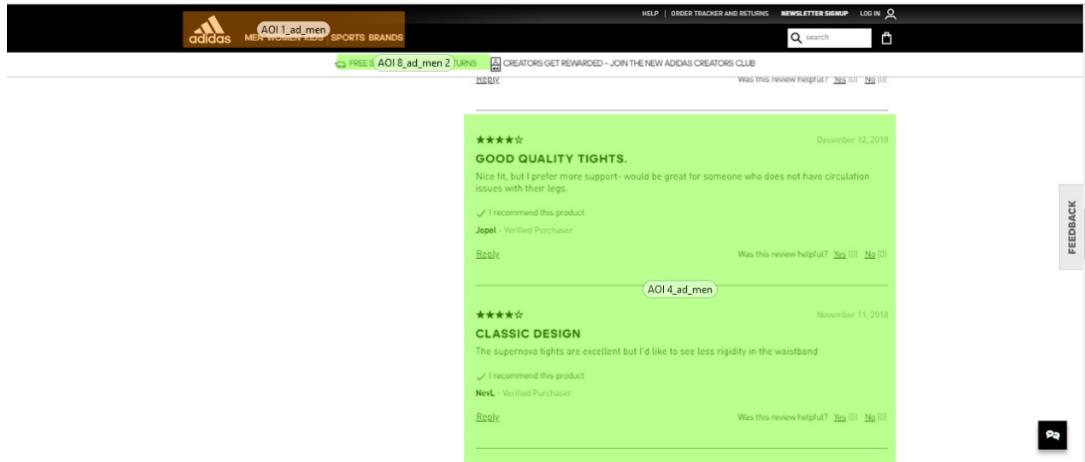 HELP | ORDER TRACKER AND RETURNS NEWSLETTER SIGNUP LOG IN
adidas
AOI 1_ad_men
MEN WOMEN KIDS SPORTS BRANDS
search
FREE S
AOI 8_ad_men 2
TURNS
CREATORS GET REWARDED - JOIN THE NEW ADIDAS CREATORS CLUB
Reply Was this review helpful? Yes (0) No (0)
★★★★☆ December 12, 2018
GOOD QUALITY TIGHTS.
Nice fit, but I prefer more support- would be great for someone who does not have circulation
issues with their legs.
✓ I recommend this product
Jopel - Verified Purchaser
Reply Was this review helpful? Yes (0) No (0)
AOI 4_ad_men
★★★★☆ November 11, 2018
CLASSIC DESIGN
The supernova tights are excellent but I'd like to see less rigidity in the waistband
✓ I recommend this product
NevL - Verified Purchaser
Reply Was this review helpful? Yes (0) No (0)
FEEDBACK